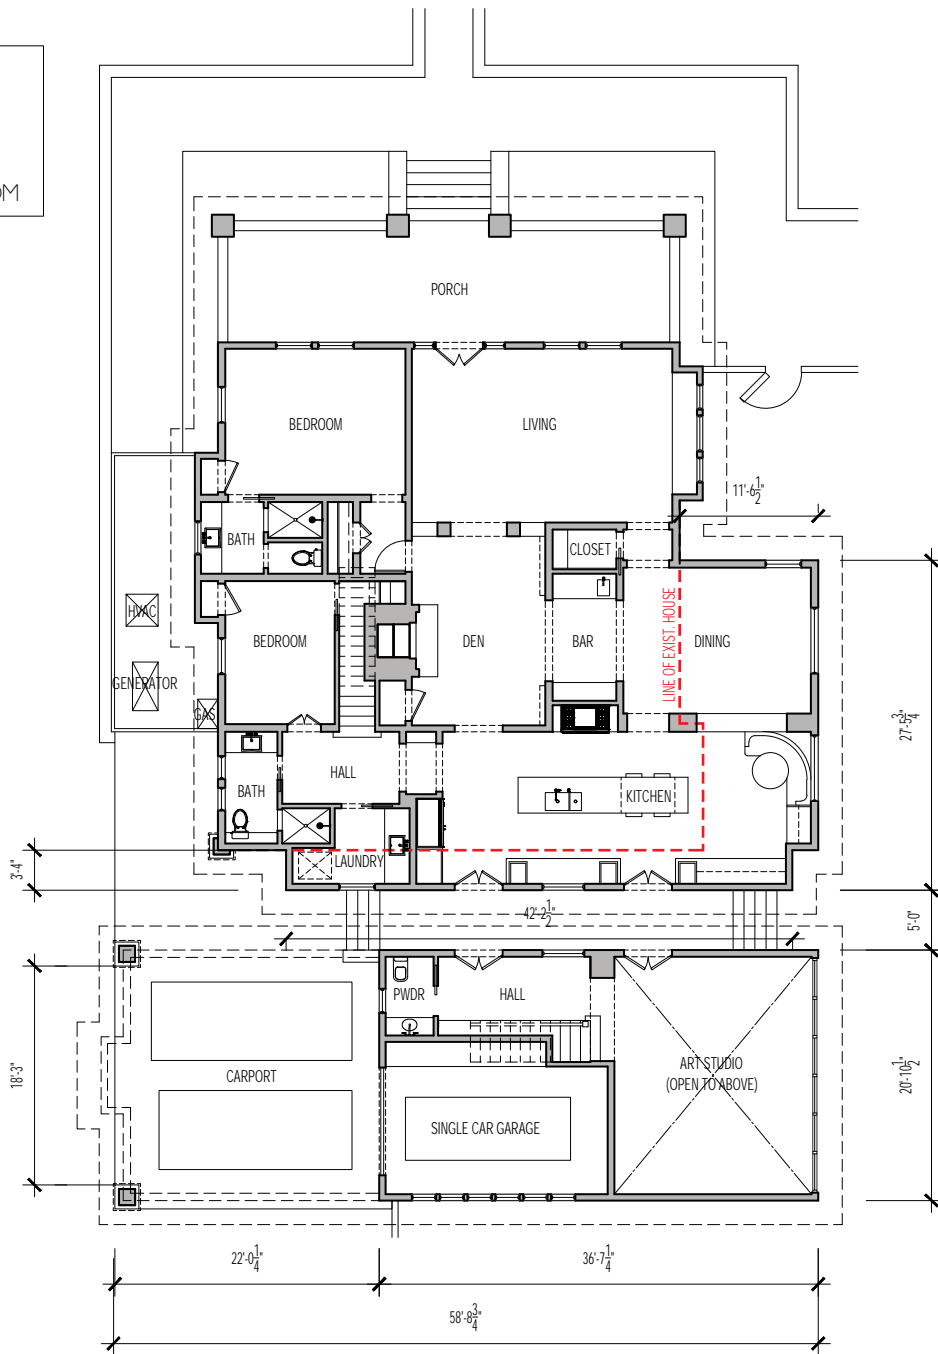 PORCH
BEDROOM
LIVING
11'-6 1/2"
BATH
CLOSET
HVAC
BEDROOM
DEN
BAR
LINE OF EXIST. HOUSE
DINING
GENERATOR
GAS
27'-5 3/4"
HALL
BATH
KITCHEN
LAUNDRY
3'-4"
42'-2 1/2"
5'-0"
PWDR
HALL
18'-3"
CARPORT
ART STUDIO
(OPEN TO ABOVE)
20'-10 1/2"
SINGLE CAR GARAGE
22'-0 1/4"
36'-7 1/4"
58'-8 3/4"